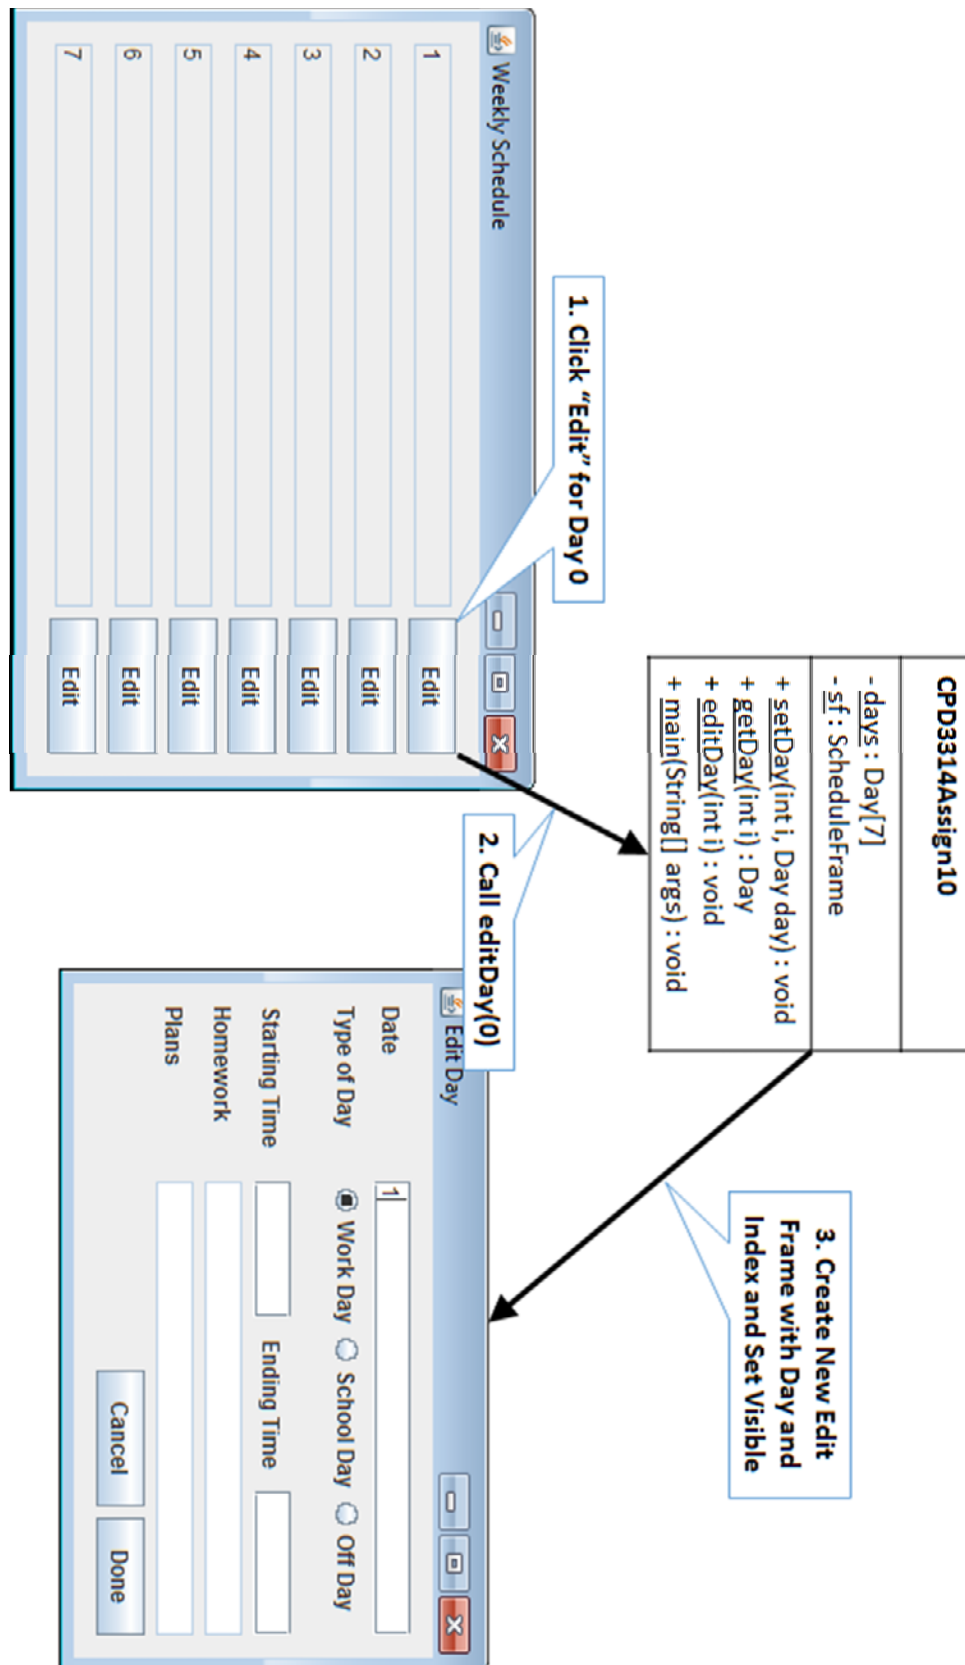 CPD3314Assign10
- days : Day[7]
- sf : ScheduleFrame
+ setDay(int i, Day day) : void
+ getDay(int i) : Day
+ editDay(int i) : void
+ main(String[] args) : void
1. Click “Edit” for Day 0
2. Call editDay(0)
3. Create New Edit
Frame with Day and
Index and Set Visible
Weekly Schedule
1 Edit
2 Edit
3 Edit
4 Edit
5 Edit
6 Edit
7 Edit
Edit Day
Date 1
Type of Day Work Day School Day Off Day
Starting Time Ending Time
Homework
Plans
Cancel Done